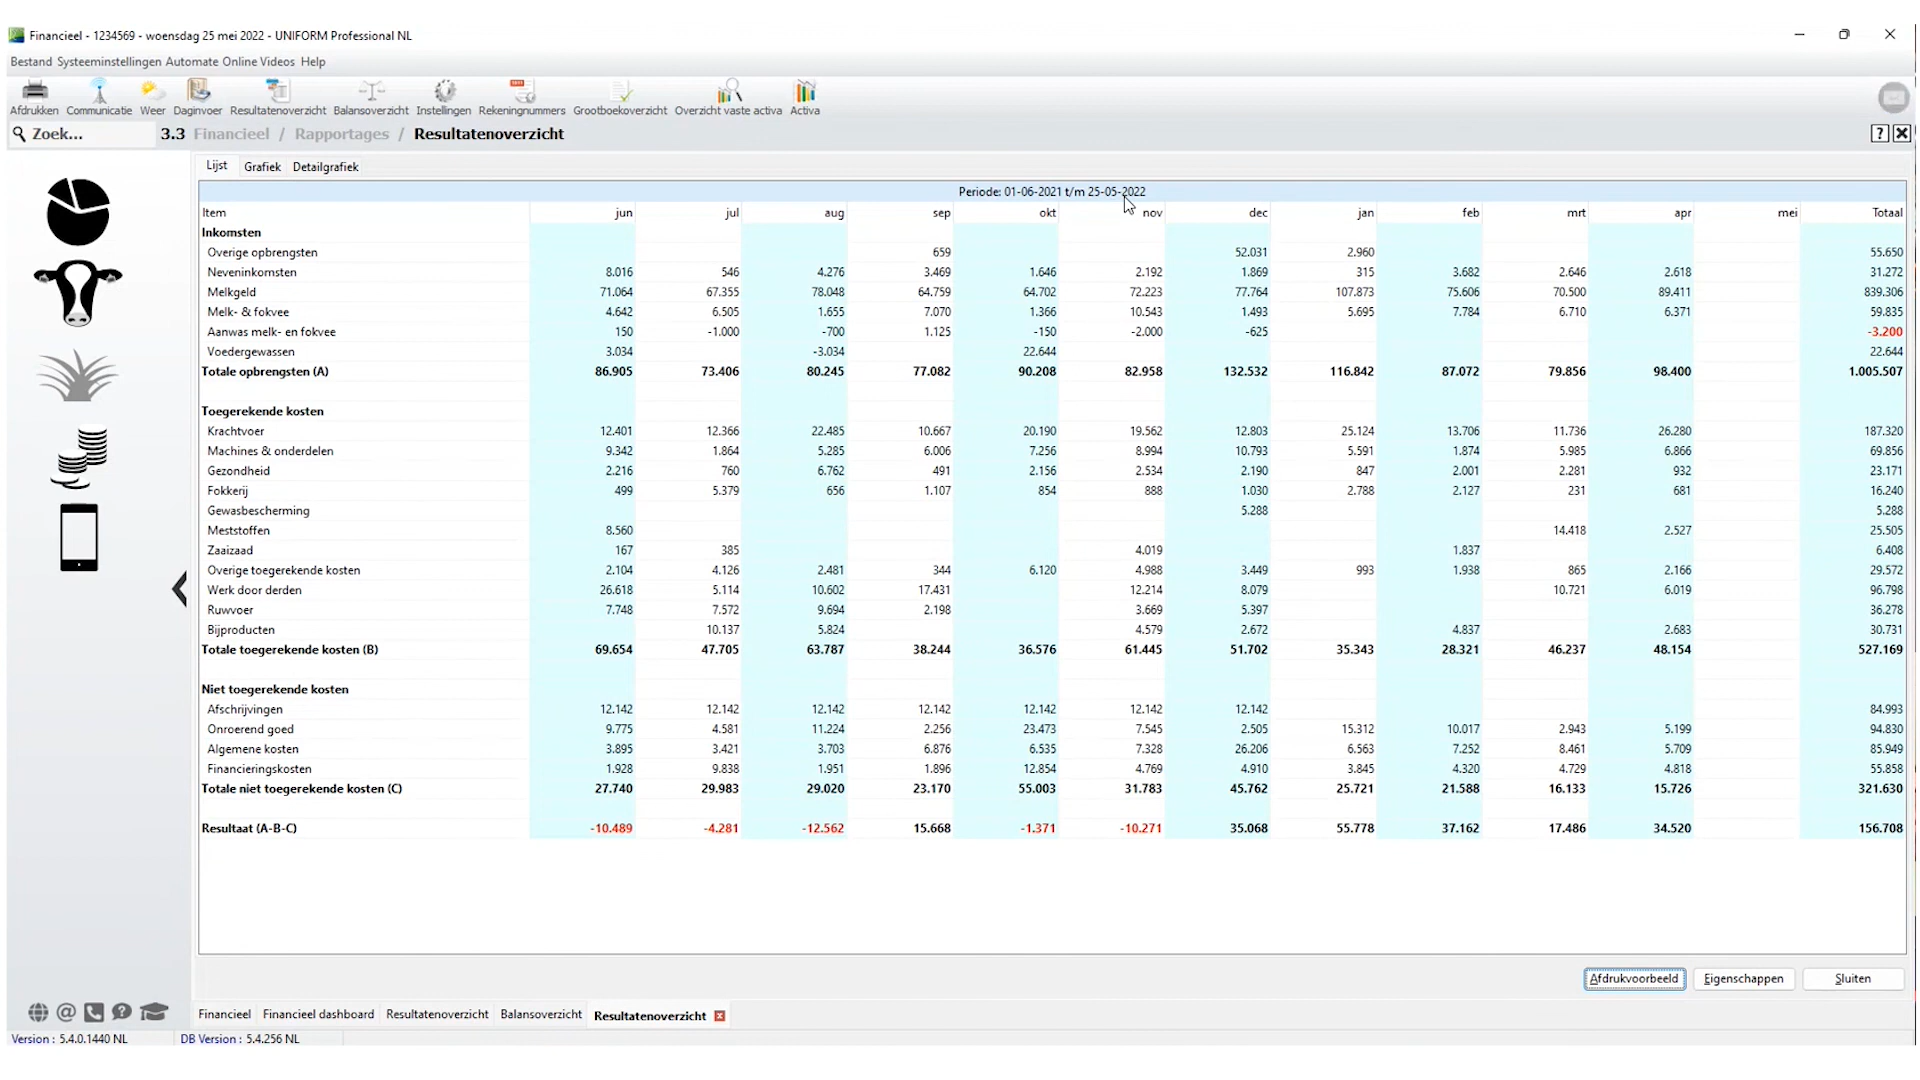 Financieel - 1234569 - woensdag 25 mei 2022 - UNIFORM Professional NL
Bestand Systeeminstellingen Automate Online Videos Help
Afdrukken Communicatie Weer Daginvoer Resultatenoverzicht Balansoverzicht Instellingen Rekeningnummers Grootboekoverzicht Overzicht vaste activa Activa
Zoek... 3.3 Financieel / Rapportages / Resultatenoverzicht
Lijst Grafiek Detailgrafiek
Periode: 01-06-2021 t/m 25-05-2022
Item jun jul aug sep okt nov dec jan feb mrt apr mei Totaal
Inkomsten
Overige opbrengsten 659 52.031 2.960 55.650
Neveninkomsten 8.016 546 4.276 3.469 1.646 2.192 1.869 315 3.682 2.646 2.618 31.272
Melkgeld 71.064 67.355 78.048 64.759 64.702 72.223 77.764 107.873 75.606 70.500 89.411 839.306
Melk- & fokvee 4.642 6.505 1.655 7.070 1.366 10.543 1.493 5.695 7.784 6.710 6.371 59.835
Aanwas melk- en fokvee 150 -1.000 -700 1.125 -150 -2.000 -625 -3.200
Voedergewassen 3.034 -3.034 22.644 22.644
Totale opbrengsten (A) 86.905 73.406 80.245 77.082 90.208 82.958 132.532 116.842 87.072 79.856 98.400 1.005.507
Toegerekende kosten
Krachtvoer 12.401 12.366 22.485 10.667 20.190 19.562 12.803 25.124 13.706 11.736 26.280 187.320
Machines & onderdelen 9.342 1.864 5.285 6.006 7.256 8.994 10.793 5.591 1.874 5.985 6.866 69.856
Gezondheid 2.216 760 6.762 491 2.156 2.534 2.190 847 2.001 2.281 932 23.171
Fokkerij 499 5.379 656 1.107 854 888 1.030 2.788 2.127 231 681 16.240
Gewasbescherming 5.288 5.288
Meststoffen 8.560 14.418 2.527 25.505
Zaaizaad 167 385 4.019 1.837 6.408
Overige toegerekende kosten 2.104 4.126 2.481 344 6.120 4.988 3.449 993 1.938 865 2.166 29.572
Werk door derden 26.618 5.114 10.602 17.431 12.214 8.079 10.721 6.019 96.798
Ruwvoer 7.748 7.572 9.694 2.198 3.669 5.397 36.278
Bijproducten 10.137 5.824 4.579 2.672 4.837 2.683 30.731
Totale toegerekende kosten (B) 69.654 47.705 63.787 38.244 36.576 61.445 51.702 35.343 28.321 46.237 48.154 527.169
Niet toegerekende kosten
Afschrijvingen 12.142 12.142 12.142 12.142 12.142 12.142 12.142 84.993
Onroerend goed 9.775 4.581 11.224 2.256 23.473 7.545 2.505 15.312 10.017 2.943 5.199 94.830
Algemene kosten 3.895 3.421 3.703 6.876 6.535 7.328 26.206 6.563 7.252 8.461 5.709 85.949
Financieringskosten 1.928 9.838 1.951 1.896 12.854 4.769 4.910 3.845 4.320 4.729 4.818 55.858
Totale niet toegerekende kosten (C) 27.740 29.983 29.020 23.170 55.003 31.783 45.762 25.721 21.588 16.133 15.726 321.630
Resultaat (A-B-C) -10.489 -4.281 -12.562 15.668 -1.371 -10.271 35.068 55.778 37.162 17.486 34.520 156.708
Afdrukvoorbeeld Eigenschappen Sluiten
Financieel Financieel dashboard Resultatenoverzicht Balansoverzicht Resultatenoverzicht
Version : 5.4.0.1440 NL DB Version : 5.4.256 NL